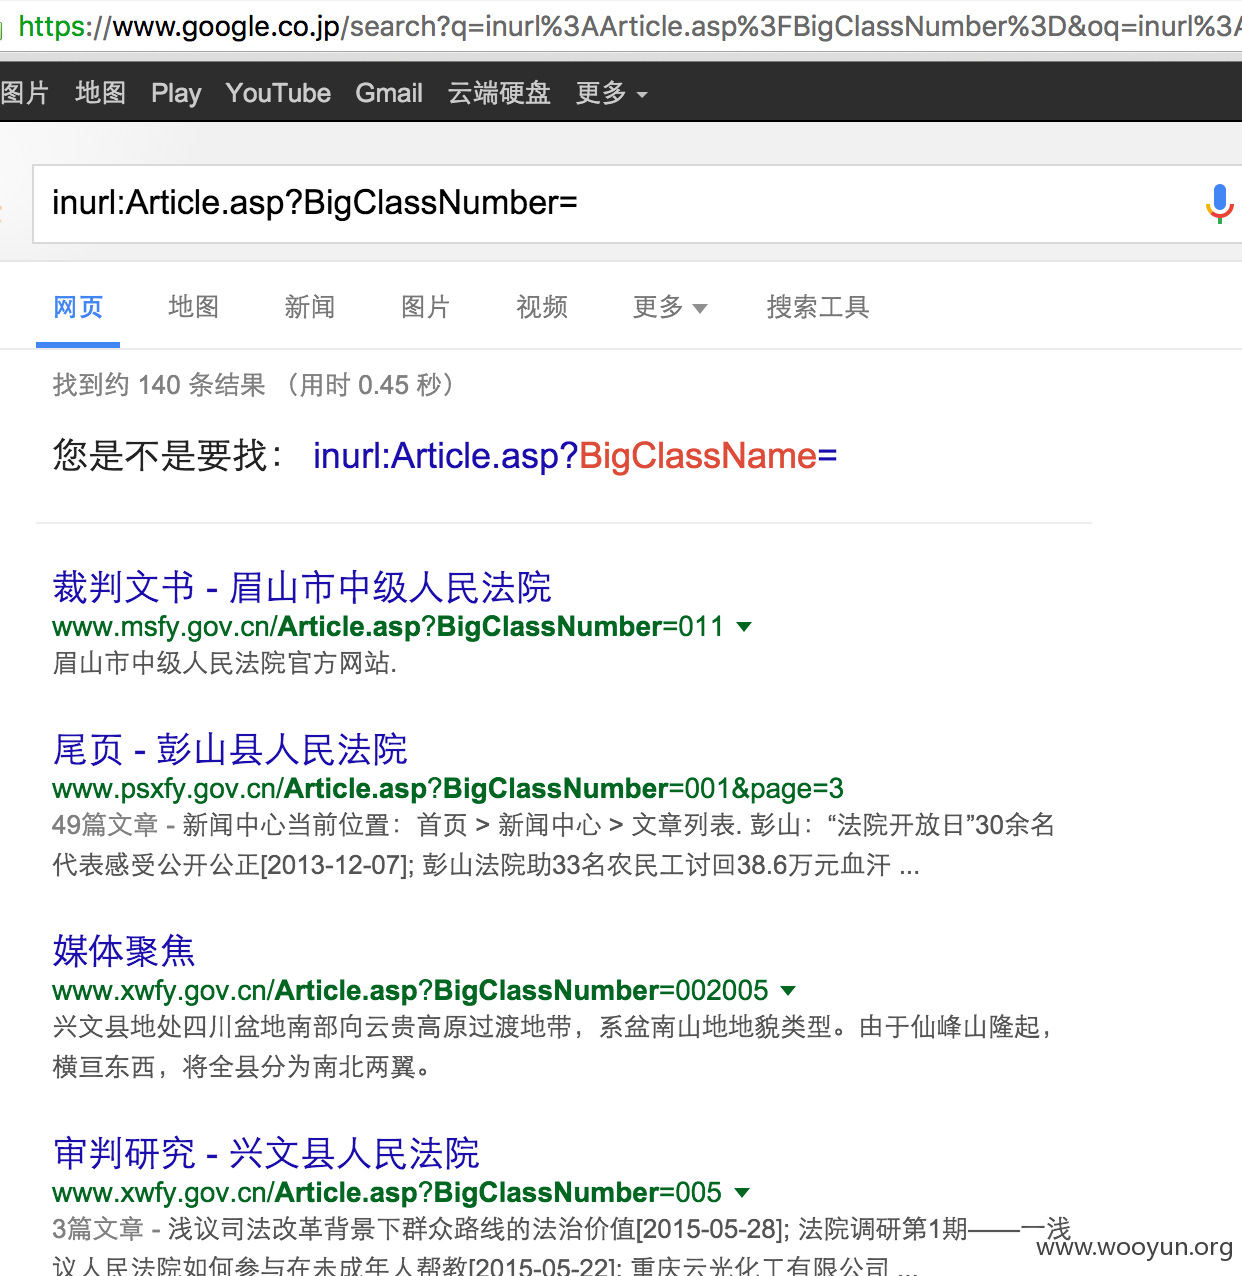 https://www.google.co.jp/search?q=inurl%3AArticle.asp%3FBigClassNumber%3D&oq=inurl%3A
图片 地图 Play YouTube Gmail 云端硬盘 更多
inurl:Article.asp?BigClassNumber=
网页 地图 新闻 图片 视频 更多 搜索工具
找到约 140 条结果 （用时 0.45 秒）
您是不是要找： inurl:Article.asp?BigClassName=
裁判文书 - 眉山市中级人民法院
www.msfy.gov.cn/Article.asp?BigClassNumber=011
眉山市中级人民法院官方网站.
尾页 - 彭山县人民法院
www.psxfy.gov.cn/Article.asp?BigClassNumber=001&page=3
49篇文章 - 新闻中心当前位置：首页 > 新闻中心 > 文章列表. 彭山：“法院开放日”30余名
代表感受公开公正[2013-12-07]; 彭山法院助33名农民工讨回38.6万元血汗 ...
媒体聚焦
www.xwfy.gov.cn/Article.asp?BigClassNumber=002005
兴文县地处四川盆地南部向云贵高原过渡地带，系盆南山地地貌类型。由于仙峰山隆起，
横亘东西，将全县分为南北两翼。
审判研究 - 兴文县人民法院
www.xwfy.gov.cn/Article.asp?BigClassNumber=005
3篇文章 - 浅议司法改革背景下群众路线的法治价值[2015-05-28]; 法院调研第1期——一浅
议人民法院如何参与在未成年人帮教[2015-05-22]; 重庆云光化工有限公司 ...
www.wooyun.org